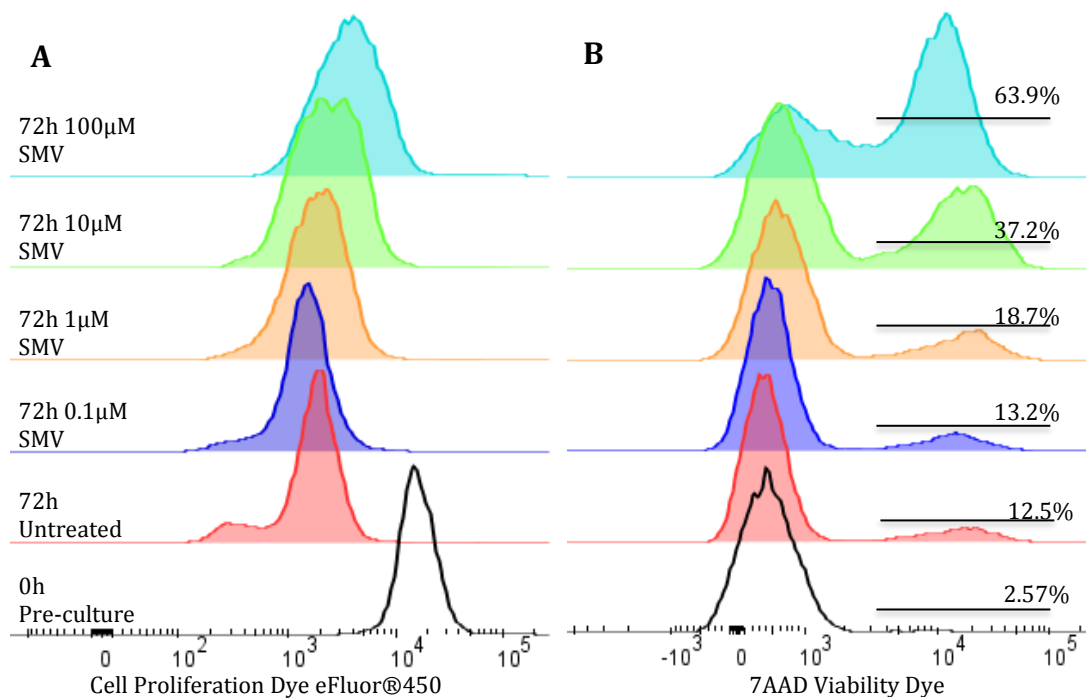 A
72h 100μM
SMV
72h 10μM
SMV
72h 1μM
SMV
72h 0.1μM
SMV
72h
Untreated
0h
Pre-culture
0 10² 10³ 10⁴ 10⁵
Cell Proliferation Dye eFluor®450
B
63.9%
37.2%
18.7%
13.2%
12.5%
2.57%
-10³ 0 10³ 10⁴ 10⁵
7AAD Viability Dye